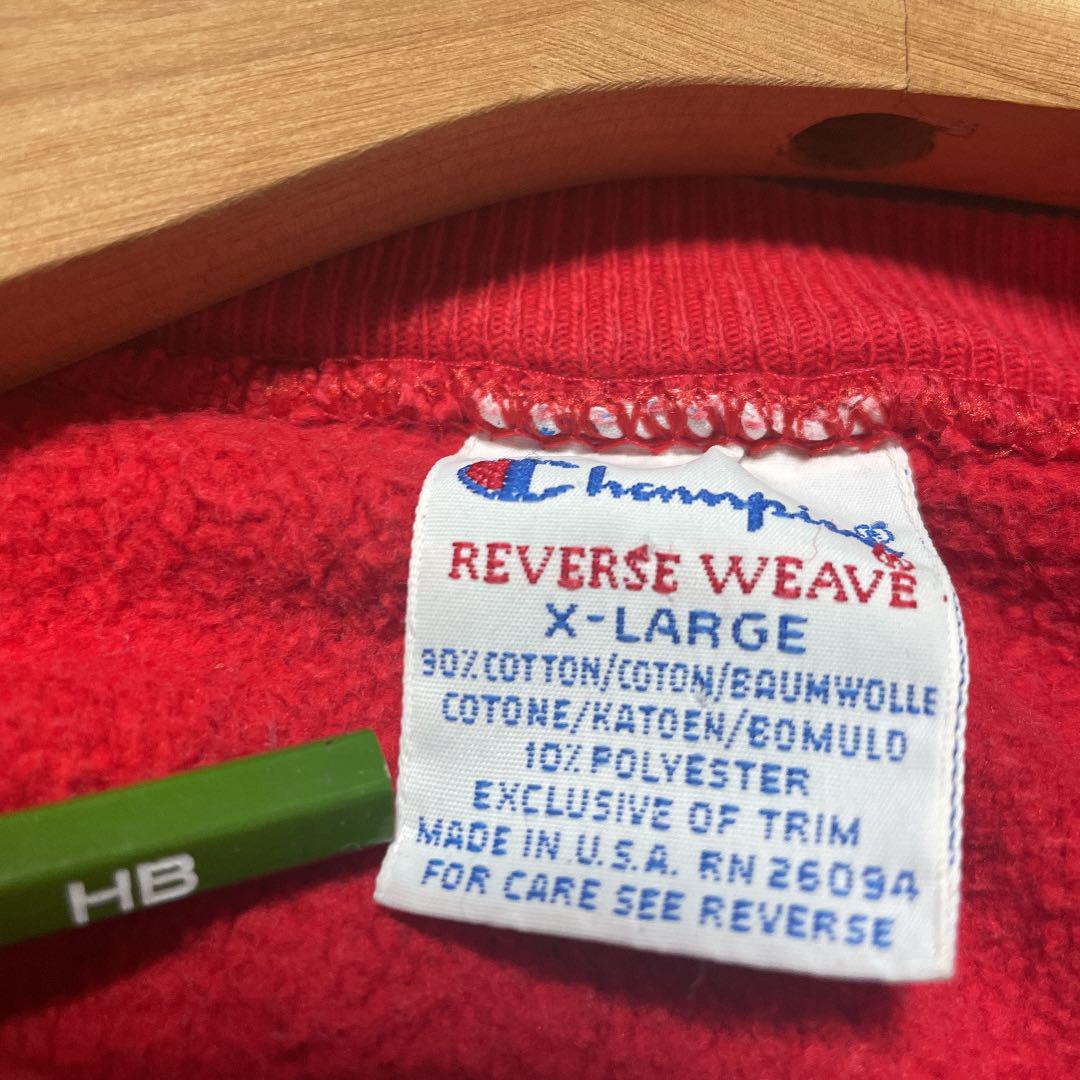 Champion
REVERSE WEAVE
X-LARGE
90% COTTON/COTON/BAUMWOLLE
COTONE/KATOEN/BOMULD
10% POLYESTER
EXCLUSIVE OF TRIM
MADE IN U.S.A. RN 26094
FOR CARE SEE REVERSE
HB